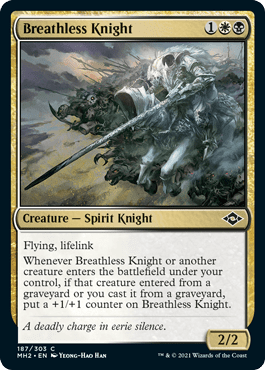 Breathless Knight 1
Creature — Spirit Knight
Flying, lifelink
Whenever Breathless Knight or another
creature enters the battlefield under your
control, if that creature entered from a
graveyard or you cast it from a graveyard,
put a +1/+1 counter on Breathless Knight.
A deadly charge in eerie silence.
2/2
187/303 C
MH2 • EN Yeong-Hao Han ™ & © 2021 Wizards of the Coast